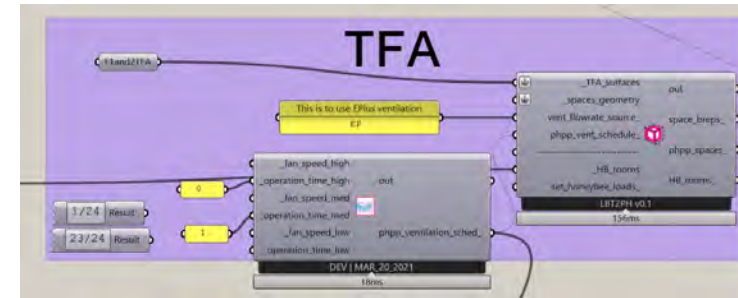 TFA
F1and2TFA
This is to use EPlus ventilation
EP
_TFA_surfaces
_spaces_geometry
vent_flowrate_source_
phpp_vent_schedule_
_HB_rooms
set_honeybee_loads_
out
space_breps_
phpp_spaces_
HB_rooms_
LBT2PH v0.1
156ms
_fan_speed_high
_operation_time_high
_fan_speed_med
_operation_time_med
_fan_speed_low
_operation_time_low
out
phpp_ventilation_sched_
DEV | MAR_20_2021
18ms
0
1
1/24 Result
23/24 Result